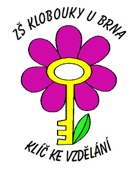 ZŠ KLOBOUKY U BRNA
KLÍČ KE VZDĚLÁNÍ